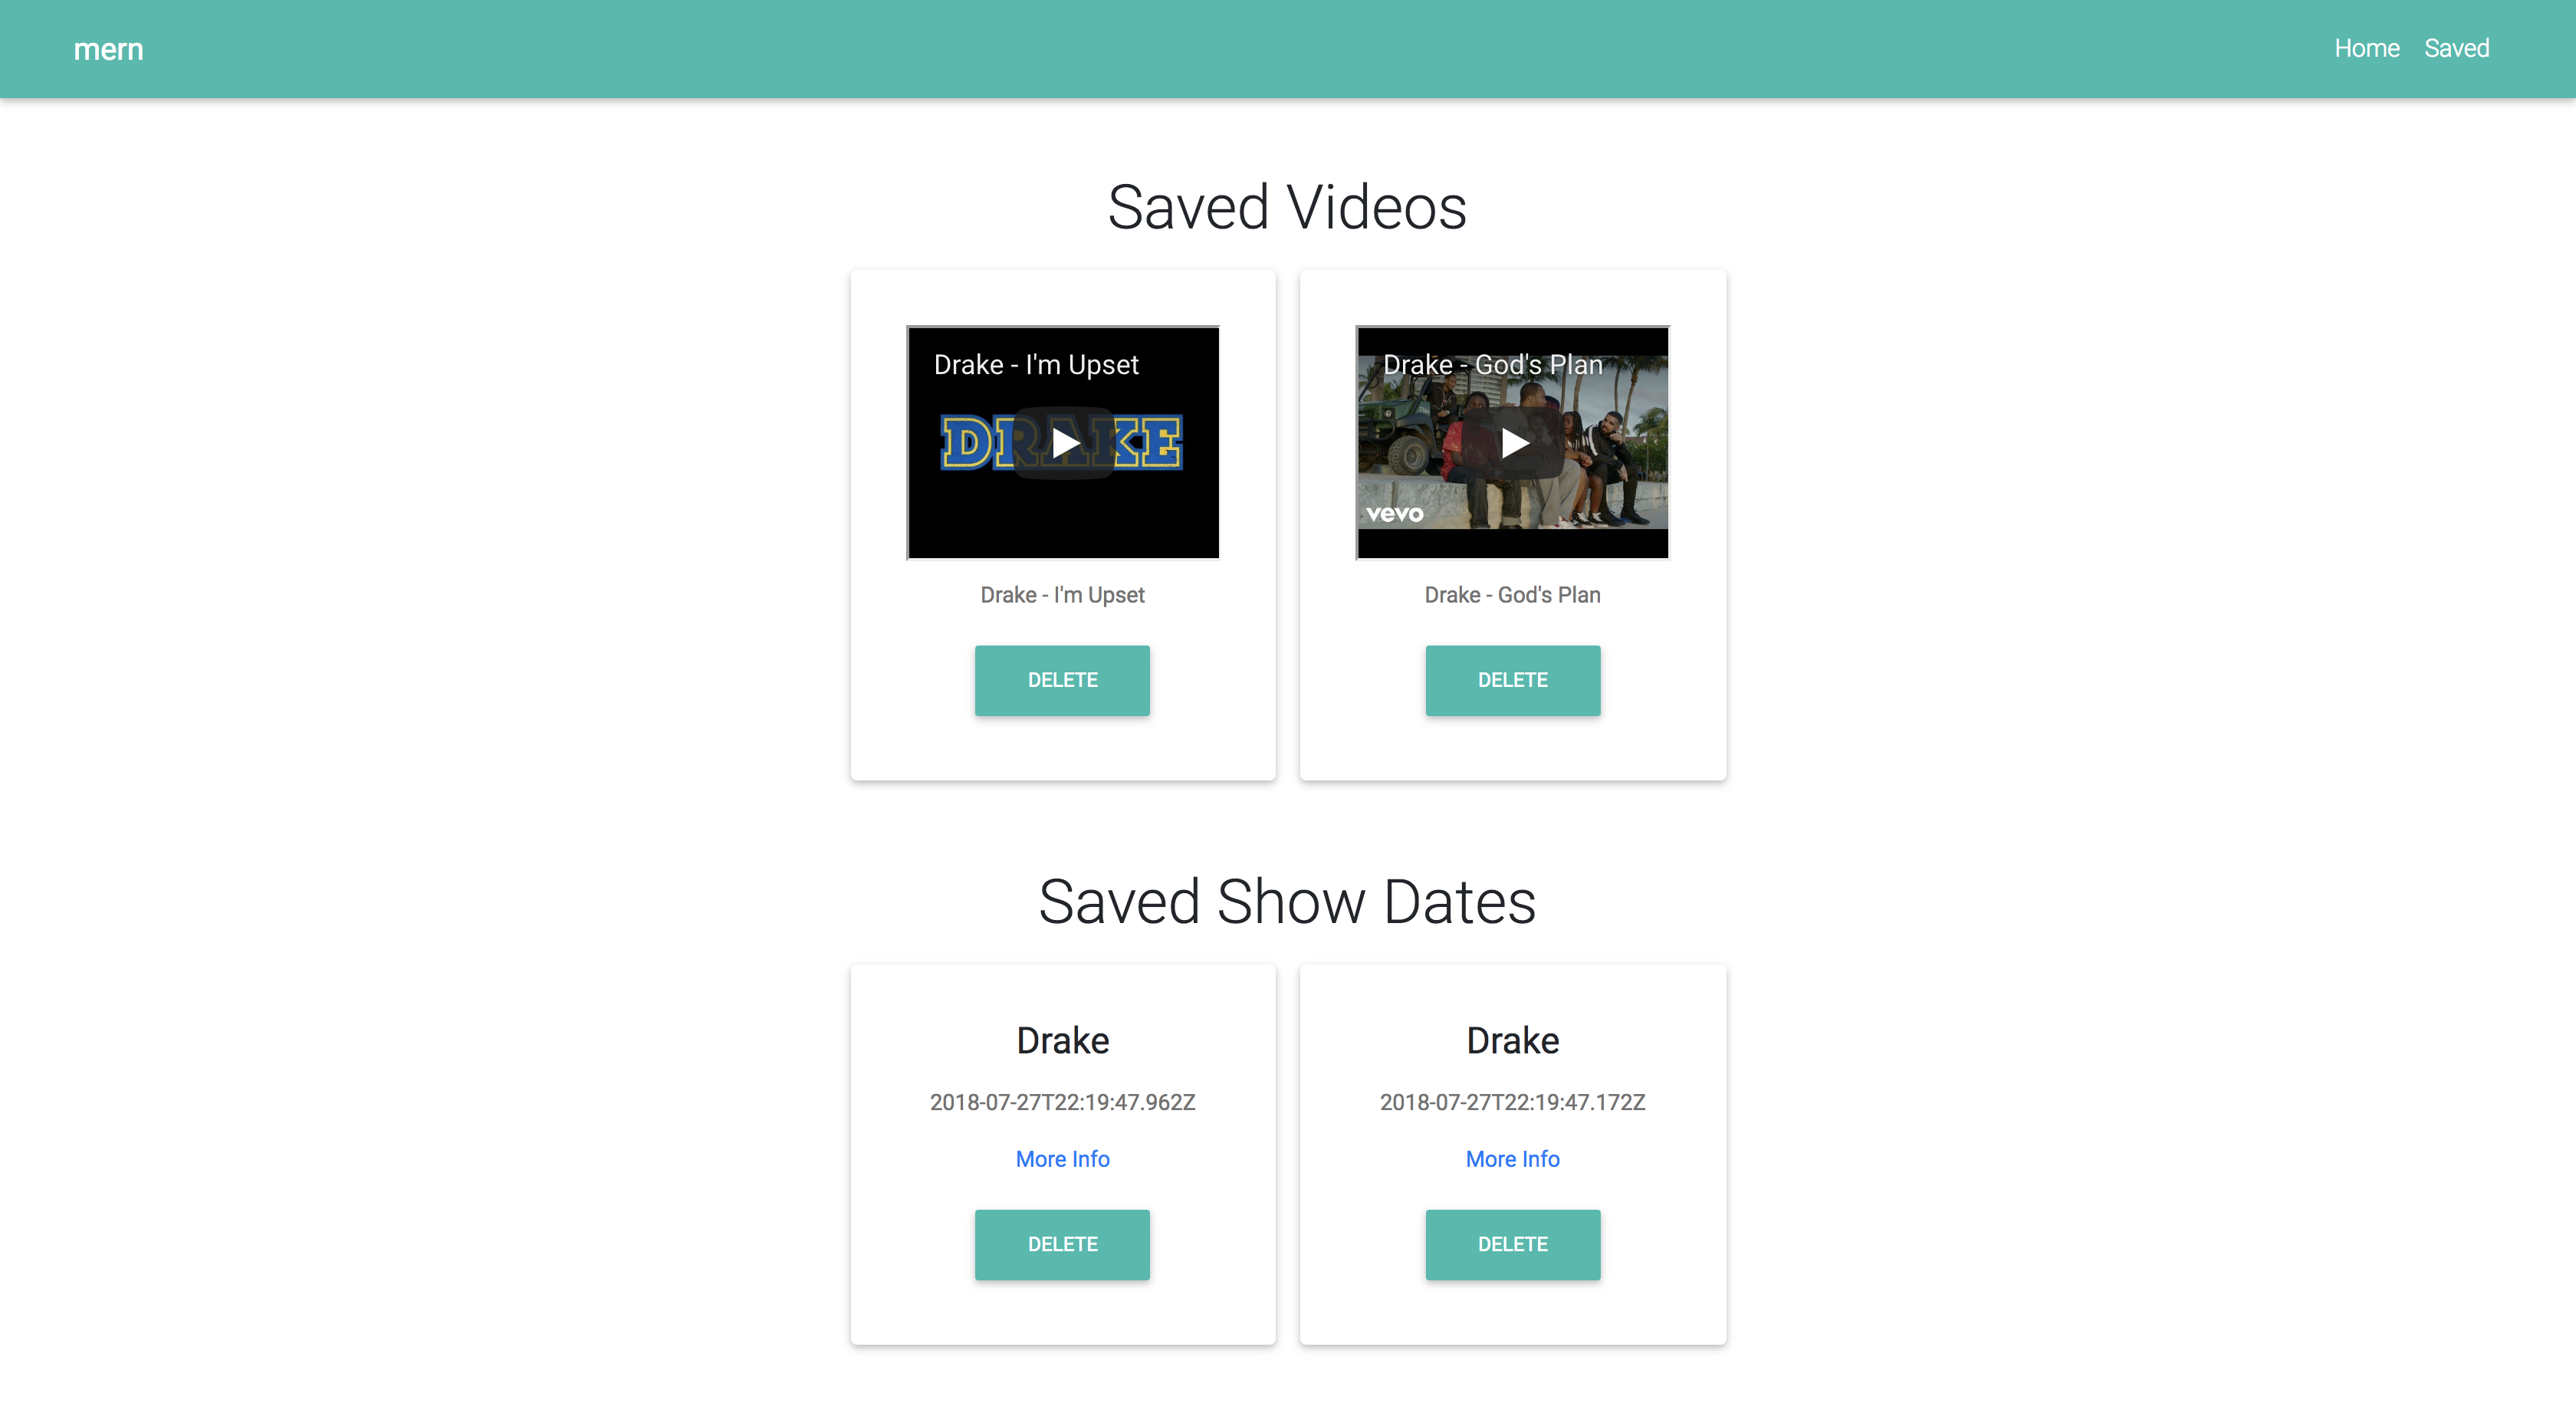 mern
Home Saved
Saved Videos
Drake - I'm Upset
DRAKE
Drake - I'm Upset
DELETE
Drake - God's Plan
vevo
Drake - God's Plan
DELETE
Saved Show Dates
Drake
2018-07-27T22:19:47.962Z
More Info
DELETE
Drake
2018-07-27T22:19:47.172Z
More Info
DELETE